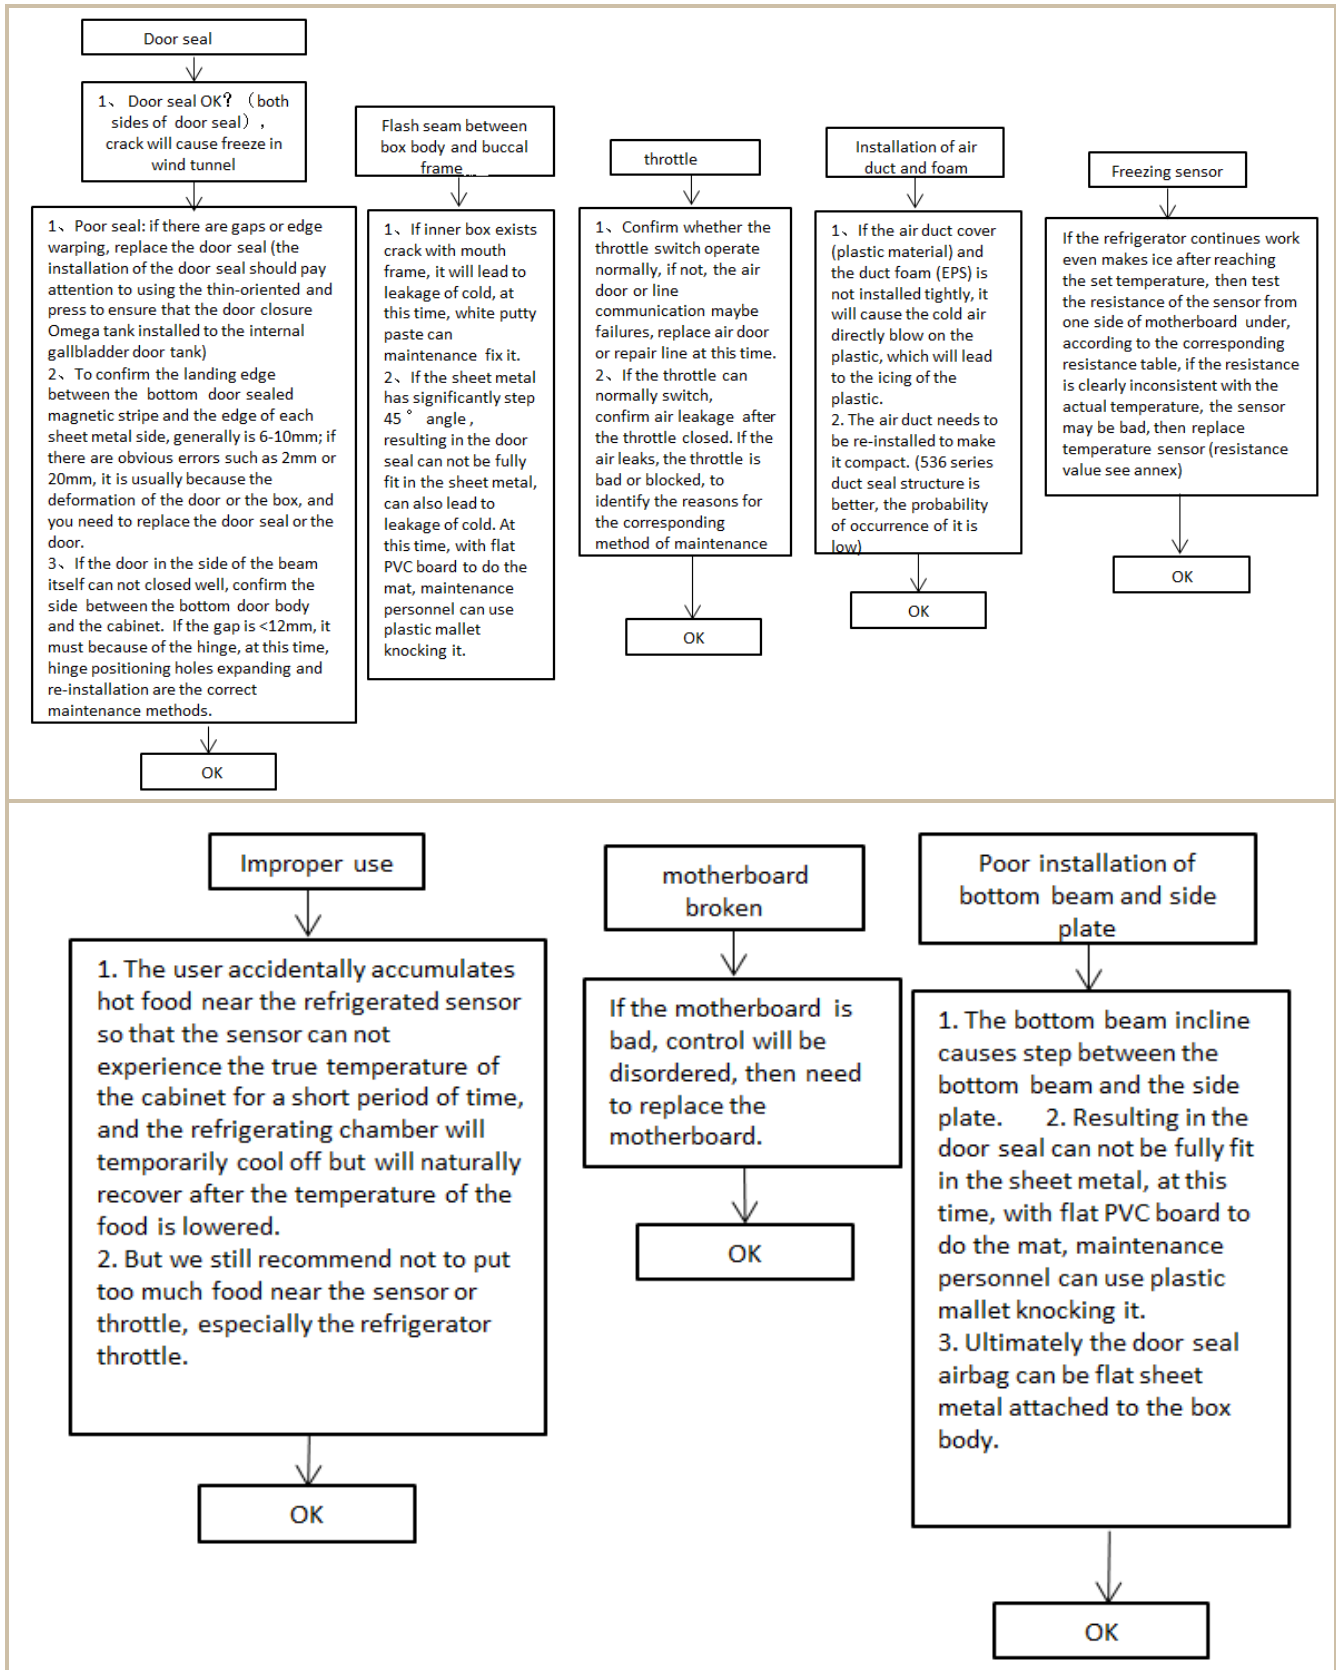 Door seal
1、 Door seal OK? （both
sides of door seal）,
crack will cause freeze in
wind tunnel
1、Poor seal: if there are gaps or edge
warping, replace the door seal (the
installation of the door seal should pay
attention to using the thin-oriented and
press to ensure that the door closure
Omega tank installed to the internal
gallbladder door tank)
2、To confirm the landing edge
between the bottom door sealed
magnetic stripe and the edge of each
sheet metal side, generally is 6-10mm; if
there are obvious errors such as 2mm or
20mm, it is usually because the
deformation of the door or the box, and
you need to replace the door seal or the
door.
3、If the door in the side of the beam
itself can not closed well, confirm the
side between the bottom door body
and the cabinet. If the gap is <12mm, it
must because of the hinge, at this time,
hinge positioning holes expanding and
re-installation are the correct
maintenance methods.
OK
Flash seam between
box body and buccal
frame
1、If inner box exists
crack with mouth
frame, it will lead to
leakage of cold, at
this time, white putty
paste can
maintenance fix it.
2、If the sheet metal
has significantly step
45° angle,
resulting in the door
seal can not be fully
fit in the sheet metal,
can also lead to
leakage of cold. At
this time, with flat
PVC board to do the
mat, maintenance
personnel can use
plastic mallet
knocking it.
throttle
1、Confirm whether the
throttle switch operate
normally, if not, the air
door or line
communication maybe
failures, replace air door
or repair line at this time.
2、If the throttle can
normally switch,
confirm air leakage after
the throttle closed. If the
air leaks, the throttle is
bad or blocked, to
identify the reasons for
the corresponding
method of maintenance
OK
Installation of air
duct and foam
1、If the air duct cover
(plastic material) and
the duct foam (EPS) is
not installed tightly, it
will cause the cold air
directly blow on the
plastic, which will lead
to the icing of the
plastic.
2. The air duct needs to
be re-installed to make
it compact. (536 series
duct seal structure is
better, the probability
of occurrence of it is
low)
OK
Freezing sensor
If the refrigerator continues work
even makes ice after reaching
the set temperature, then test
the resistance of the sensor from
one side of motherboard under,
according to the corresponding
resistance table, if the resistance
is clearly inconsistent with the
actual temperature, the sensor
may be bad, then replace
temperature sensor (resistance
value see annex)
OK
Improper use
1. The user accidentally accumulates
hot food near the refrigerated sensor
so that the sensor can not
experience the true temperature of
the cabinet for a short period of time,
and the refrigerating chamber will
temporarily cool off but will naturally
recover after the temperature of the
food is lowered.
2. But we still recommend not to put
too much food near the sensor or
throttle, especially the refrigerator
throttle.
OK
motherboard
broken
If the motherboard is
bad, control will be
disordered, then need
to replace the
motherboard.
OK
Poor installation of
bottom beam and side
plate
1. The bottom beam incline
causes step between the
bottom beam and the side
plate. 2. Resulting in the
door seal can not be fully fit
in the sheet metal, at this
time, with flat PVC board to
do the mat, maintenance
personnel can use plastic
mallet knocking it.
3. Ultimately the door seal
airbag can be flat sheet
metal attached to the box
body.
OK